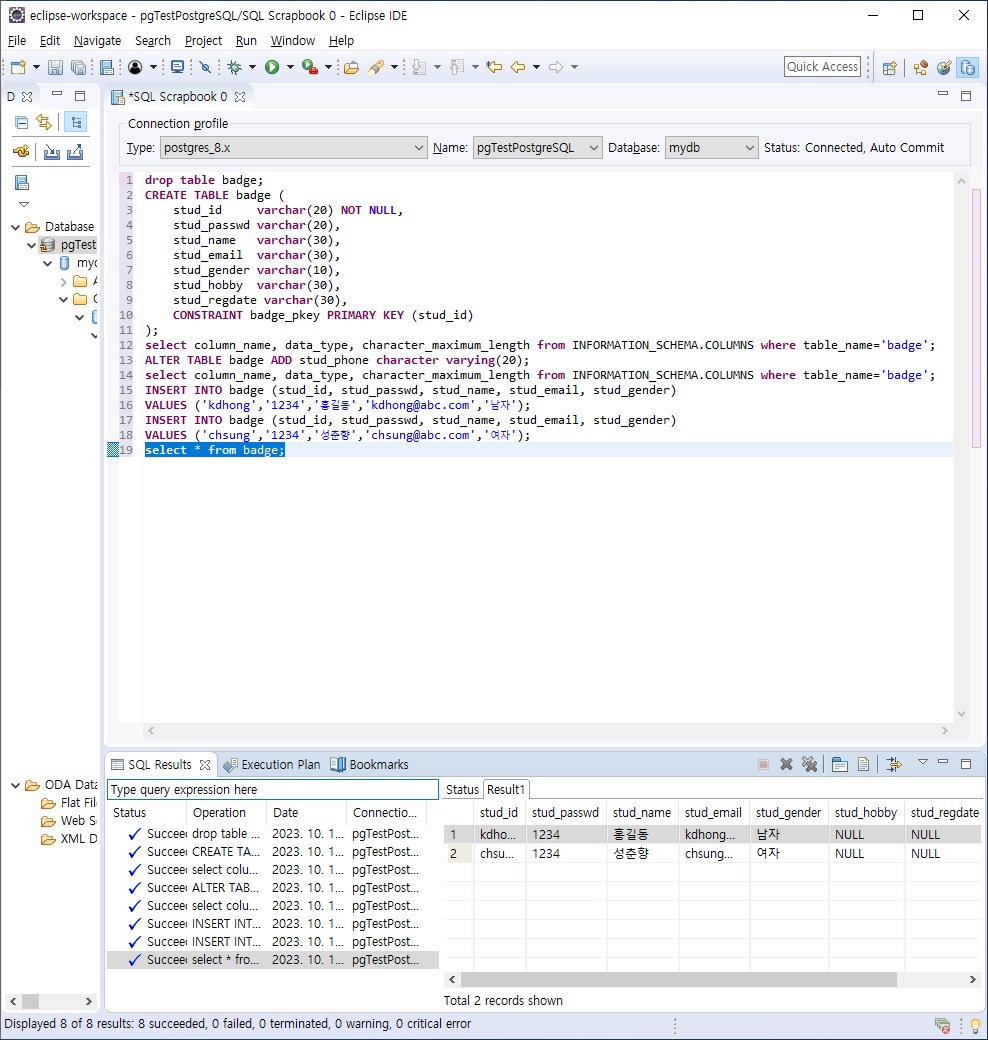 eclipse-workspace - pgTestPostgreSQL/SQL Scrapbook 0 - Eclipse IDE
File Edit Navigate Search Project Run Window Help
Quick Access
D
*SQL Scrapbook 0
Connection profile
Type: postgres_8.x Name: pgTestPostgreSQL Database: mydb Status: Connected, Auto Commit
Database
pgTest
ODA Data
Flat File
Web S
XML D
1 drop table badge;
2 CREATE TABLE badge (
3 stud_id varchar(20) NOT NULL,
4 stud_passwd varchar(20),
5 stud_name varchar(30),
6 stud_email varchar(30),
7 stud_gender varchar(10),
8 stud_hobby varchar(30),
9 stud_regdate varchar(30),
10 CONSTRAINT badge_pkey PRIMARY KEY (stud_id)
11 );
12 select column_name, data_type, character_maximum_length from INFORMATION_SCHEMA.COLUMNS where table_name='badge';
13 ALTER TABLE badge ADD stud_phone character varying(20);
14 select column_name, data_type, character_maximum_length from INFORMATION_SCHEMA.COLUMNS where table_name='badge';
15 INSERT INTO badge (stud_id, stud_passwd, stud_name, stud_email, stud_gender)
16 VALUES ('kdhong','1234','홍길동','kdhong@abc.com','남자');
17 INSERT INTO badge (stud_id, stud_passwd, stud_name, stud_email, stud_gender)
18 VALUES ('chsung','1234','성춘향','chsung@abc.com','여자');
19 select * from badge;
SQL Results Execution Plan Bookmarks
Type query expression here
Status Operation Date Connectio...
Succee drop table ... 2023. 10. 1... pgTestPost...
Succee CREATE TA... 2023. 10. 1... pgTestPost...
Succee select colu... 2023. 10. 1... pgTestPost...
Succee ALTER TAB... 2023. 10. 1... pgTestPost...
Succee select colu... 2023. 10. 1... pgTestPost...
Succee INSERT INT... 2023. 10. 1... pgTestPost...
Succee INSERT INT... 2023. 10. 1... pgTestPost...
Succee select * fro... 2023. 10. 1... pgTestPost...
Status Result1
stud_id stud_passwd stud_name stud_email stud_gender stud_hobby stud_regdate
1 kdho... 1234 홍길동 kdhong... 남자 NULL NULL
2 chsu... 1234 성춘향 chsung... 여자 NULL NULL
Total 2 records shown
Displayed 8 of 8 results: 8 succeeded, 0 failed, 0 terminated, 0 warning, 0 critical error